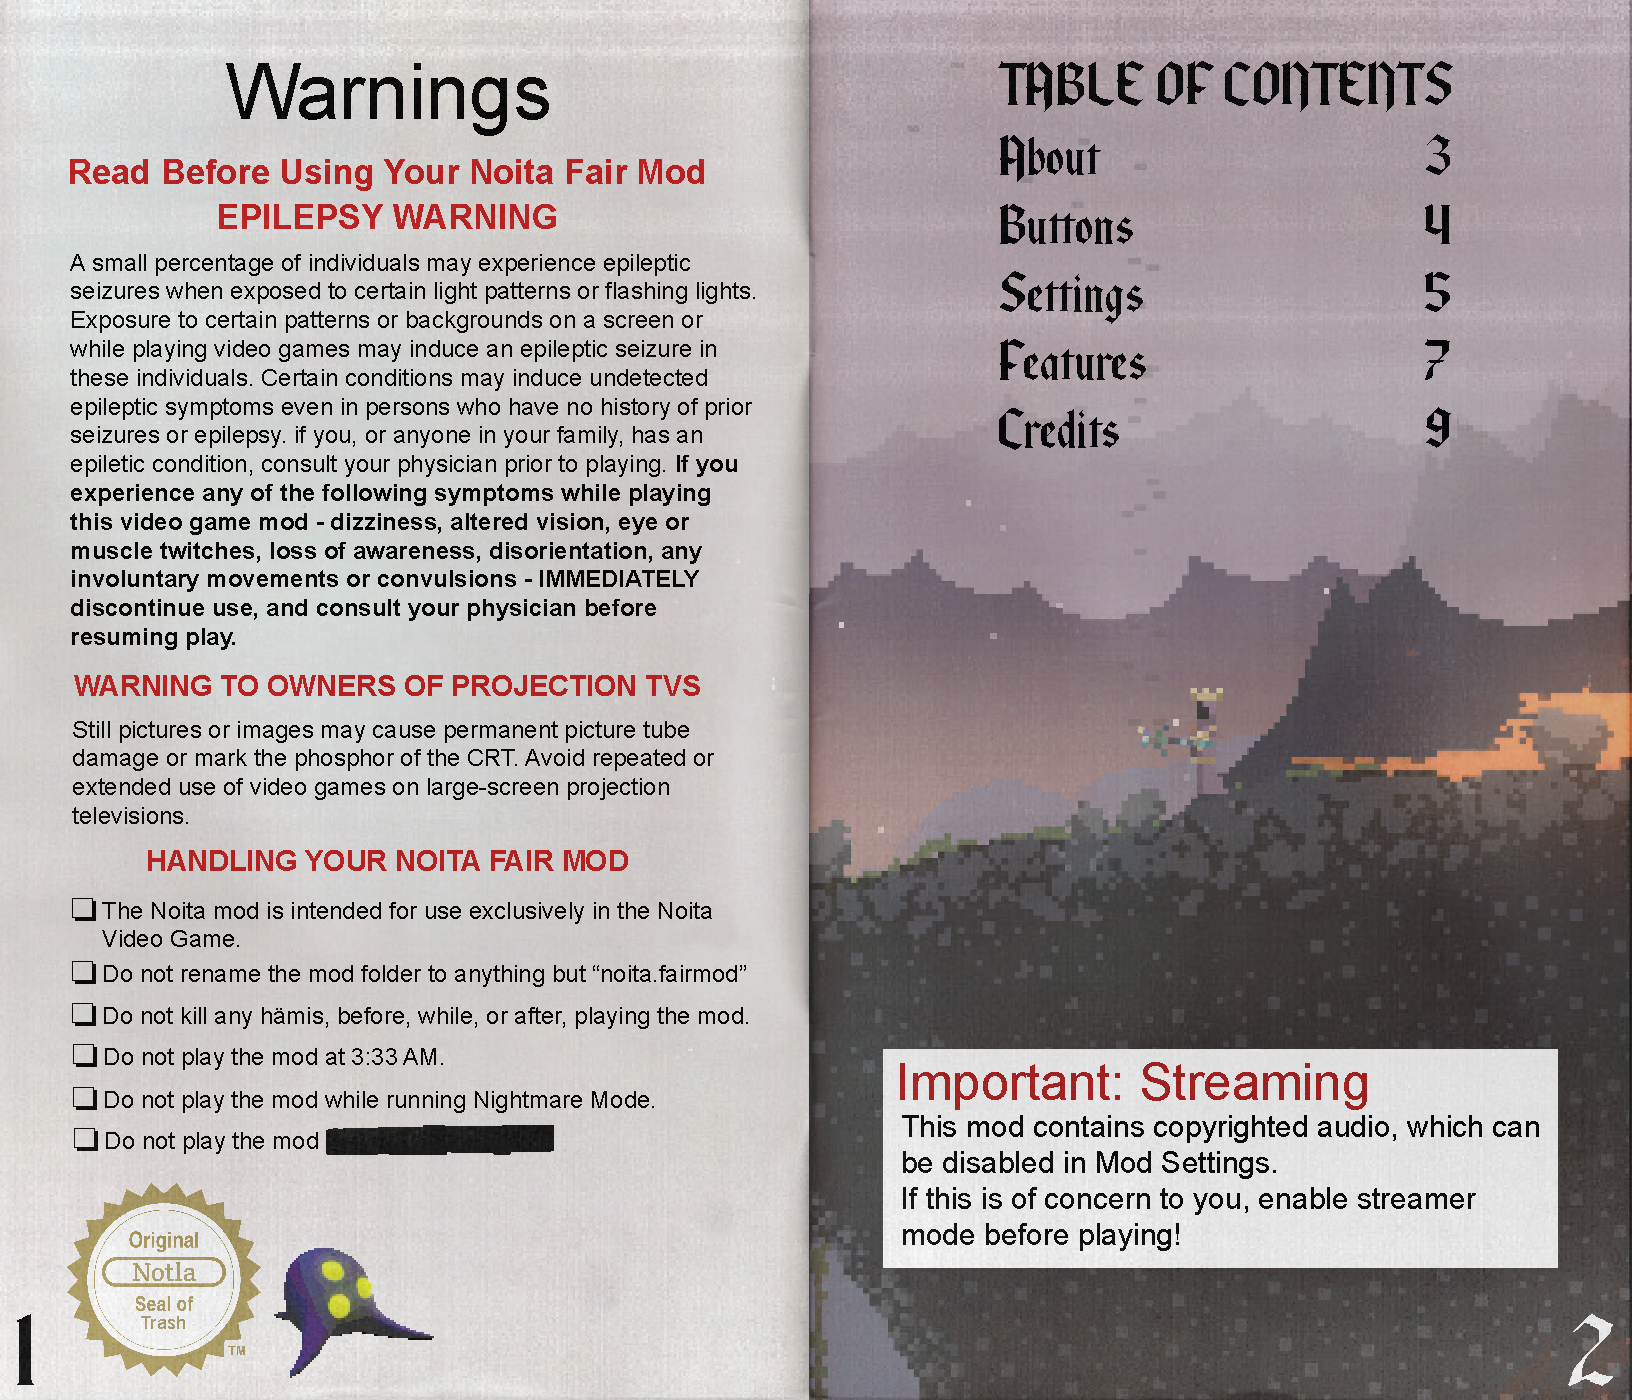 Warnings
Read Before Using Your Noita Fair Mod
EPILEPSY WARNING
A small percentage of individuals may experience epileptic
seizures when exposed to certain light patterns or flashing lights.
Exposure to certain patterns or backgrounds on a screen or
while playing video games may induce an epileptic seizure in
these individuals. Certain conditions may induce undetected
epileptic symptoms even in persons who have no history of prior
seizures or epilepsy. if you, or anyone in your family, has an
epiletic condition, consult your physician prior to playing. If you
experience any of the following symptoms while playing
this video game mod - dizziness, altered vision, eye or
muscle twitches, loss of awareness, disorientation, any
involuntary movements or convulsions - IMMEDIATELY
discontinue use, and consult your physician before
resuming play.
WARNING TO OWNERS OF PROJECTION TVS
Still pictures or images may cause permanent picture tube
damage or mark the phosphor of the CRT. Avoid repeated or
extended use of video games on large-screen projection
televisions.
HANDLING YOUR NOITA FAIR MOD
❏ The Noita mod is intended for use exclusively in the Noita
Video Game.
❏ Do not rename the mod folder to anything but “noita.fairmod”
❏ Do not kill any hämis, before, while, or after, playing the mod.
❏ Do not play the mod at 3:33 AM.
❏ Do not play the mod while running Nightmare Mode.
❏ Do not play the mod
Original
Notla
Seal of
Trash
TM
1
TABLE OF CONTENTS
About 3
Buttons 4
Settings 5
Features 7
Credits 9
Important: Streaming
This mod contains copyrighted audio, which can
be disabled in Mod Settings.
If this is of concern to you, enable streamer
mode before playing!
2